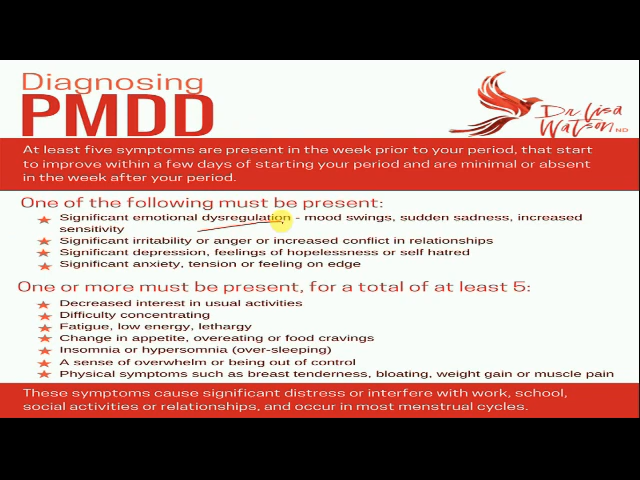 Diagnosing
PMDD
Dr Lisa
Watson ND
At least five symptoms are present in the week prior to your period, that start
to improve within a few days of starting your period and are minimal or absent
in the week after your period.
One of the following must be present:
Significant emotional dysregulation - mood swings, sudden sadness, increased
sensitivity
Significant irritability or anger or increased conflict in relationships
Significant depression, feelings of hopelessness or self hatred
Significant anxiety, tension or feeling on edge
One or more must be present, for a total of at least 5:
Decreased interest in usual activities
Difficulty concentrating
Fatigue, low energy, lethargy
Change in appetite, overeating or food cravings
Insomnia or hypersomnia (over-sleeping)
A sense of overwhelm or being out of control
Physical symptoms such as breast tenderness, bloating, weight gain or muscle pain
These symptoms cause significant distress or interfere with work, school,
social activities or relationships, and occur in most menstrual cycles.